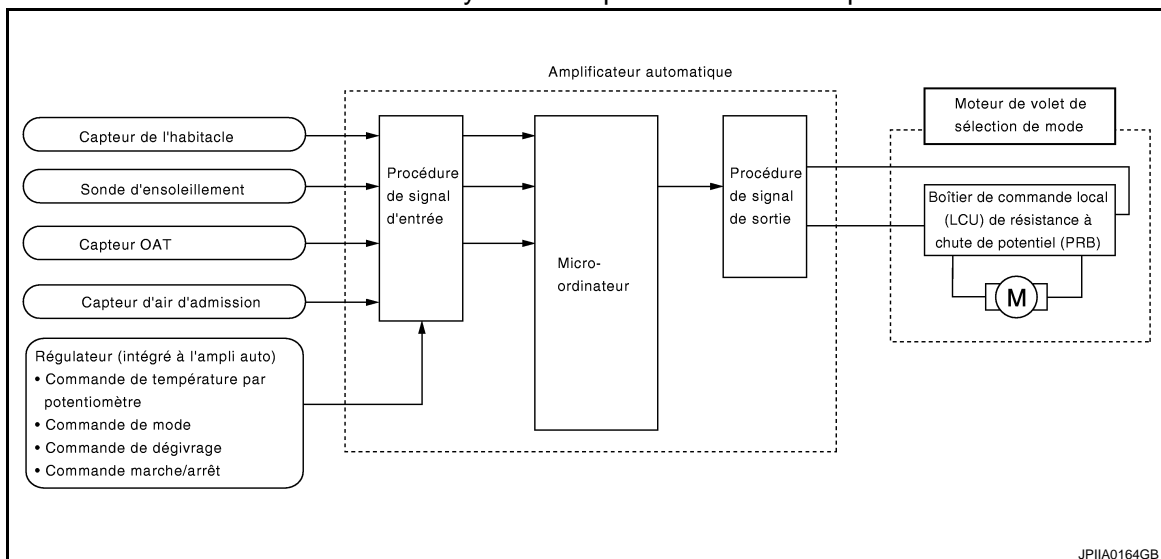 Amplificateur automatique
Capteur de l'habitacle
Sonde d'ensoleillement
Capteur OAT
Capteur d'air d'admission
Régulateur (intégré à l'ampli auto)
• Commande de température par
potentiomètre
• Commande de mode
• Commande de dégivrage
• Commande marche/arrêt
Procédure
de signal
d'entrée
Micro-
ordinateur
Procédure
de signal
de sortie
Moteur de volet de
sélection de mode
Boîtier de commande local
(LCU) de résistance à
chute de potentiel (PRB)
M
JPIIA0164GB